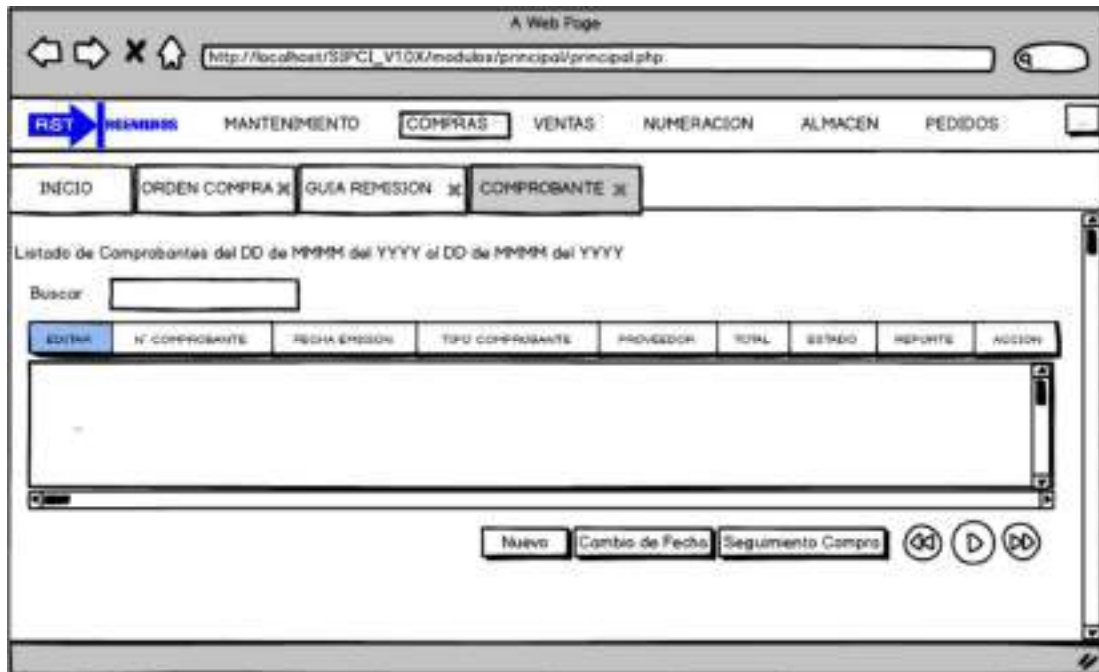 A Web Page
http://localhost/SIPCI_V10X/modulos/principal/principal.php
RST INGENIEROS MANTENIMIENTO COMPRAS VENTAS NUMERACION ALMACEN PEDIDOS
INICIO ORDEN COMPRA GUIA REMISION COMPROBANTE
Listado de Comprobantes del DD de MMMM del YYYY al DD de MMMM del YYYY
Buscar
EDITAR N° COMPROBANTE FECHA EMISION TIPO COMPROBANTE PROVEEDOR TOTAL ESTADO REPORTE ACCION
Nuevo Cambio de Fecha Seguimiento Compra